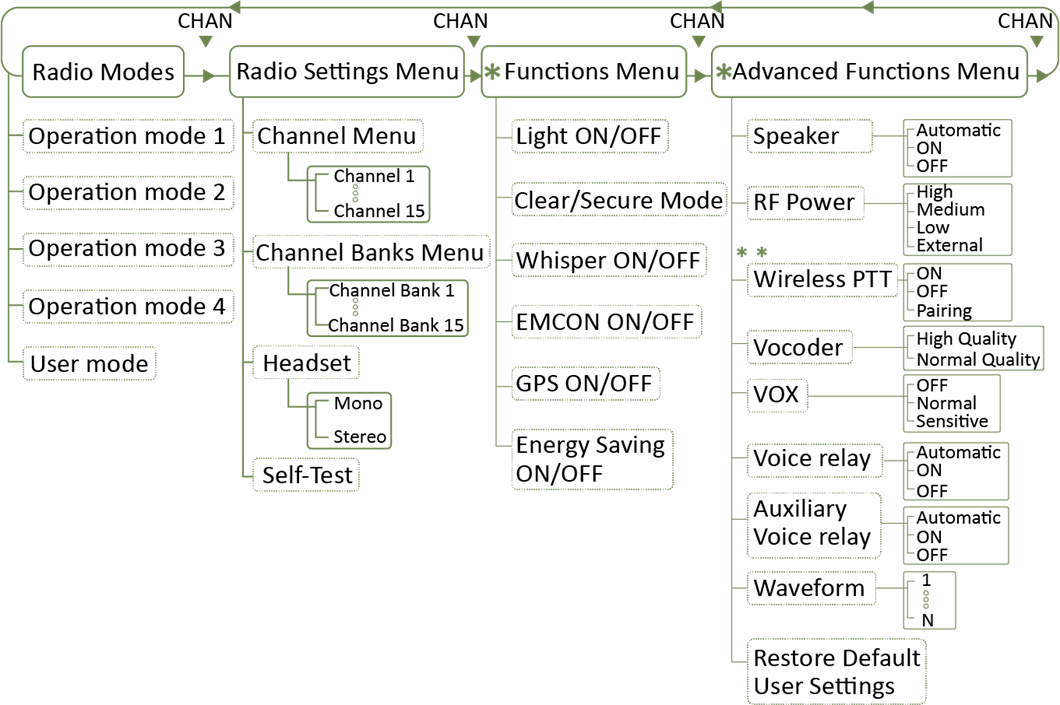 CHAN CHAN CHAN CHAN
Radio Modes
Operation mode 1
Operation mode 2
Operation mode 3
Operation mode 4
User mode
Radio Settings Menu
Channel Menu
Channel 1
Channel 15
Channel Banks Menu
Channel Bank 1
Channel Bank 15
Headset
Mono
Stereo
Self-Test
*Functions Menu
Light ON/OFF
Clear/Secure Mode
Whisper ON/OFF
EMCON ON/OFF
GPS ON/OFF
Energy Saving
ON/OFF
*Advanced Functions Menu
Speaker
Automatic
ON
OFF
RF Power
High
Medium
Low
External
* *
Wireless PTT
ON
OFF
Pairing
Vocoder
High Quality
Normal Quality
VOX
OFF
Normal
Sensitive
Voice relay
Automatic
ON
OFF
Auxiliary
Voice relay
Automatic
ON
OFF
Waveform
1
N
Restore Default
User Settings